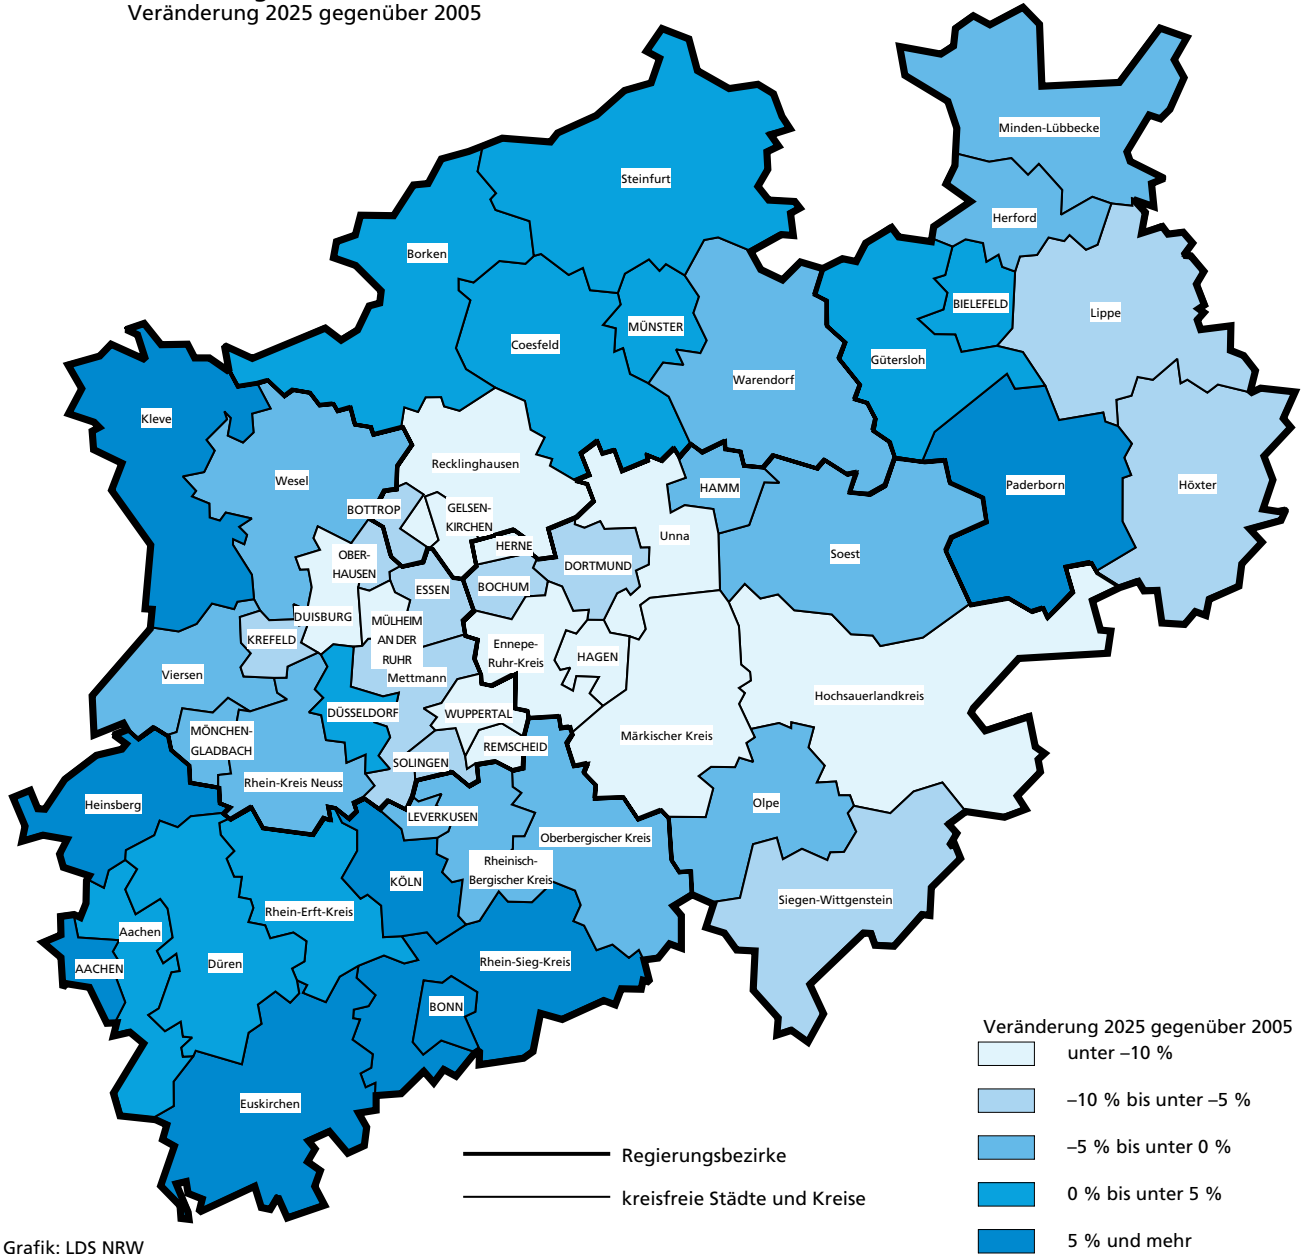 Veränderung 2025 gegenüber 2005
Minden-Lübbecke
Steinfurt
Herford
Borken
BIELEFELD
Lippe
MÜNSTER
Coesfeld
Gütersloh
Warendorf
Kleve
Recklinghausen
Wesel
HAMM
Paderborn
Höxter
BOTTROP
GELSEN-
KIRCHEN
Unna
HERNE
Soest
OBER-
HAUSEN
DORTMUND
ESSEN
BOCHUM
DUISBURG
MÜLHEIM
AN DER
RUHR
KREFELD
Ennepe-
Ruhr-Kreis
HAGEN
Viersen
Mettmann
Hochsauerlandkreis
DÜSSELDORF
WUPPERTAL
MÖNCHEN-
GLADBACH
Märkischer Kreis
REMSCHEID
SOLINGEN
Rhein-Kreis Neuss
Heinsberg
Olpe
LEVERKUSEN
Oberbergischer Kreis
Rheinisch-
Bergischer Kreis
KÖLN
Siegen-Wittgenstein
Rhein-Erft-Kreis
Aachen
Rhein-Sieg-Kreis
Düren
AACHEN
BONN
Euskirchen
Veränderung 2025 gegenüber 2005
unter –10 %
–10 % bis unter –5 %
–5 % bis unter 0 %
0 % bis unter 5 %
5 % und mehr
Regierungsbezirke
kreisfreie Städte und Kreise
Grafik: LDS NRW